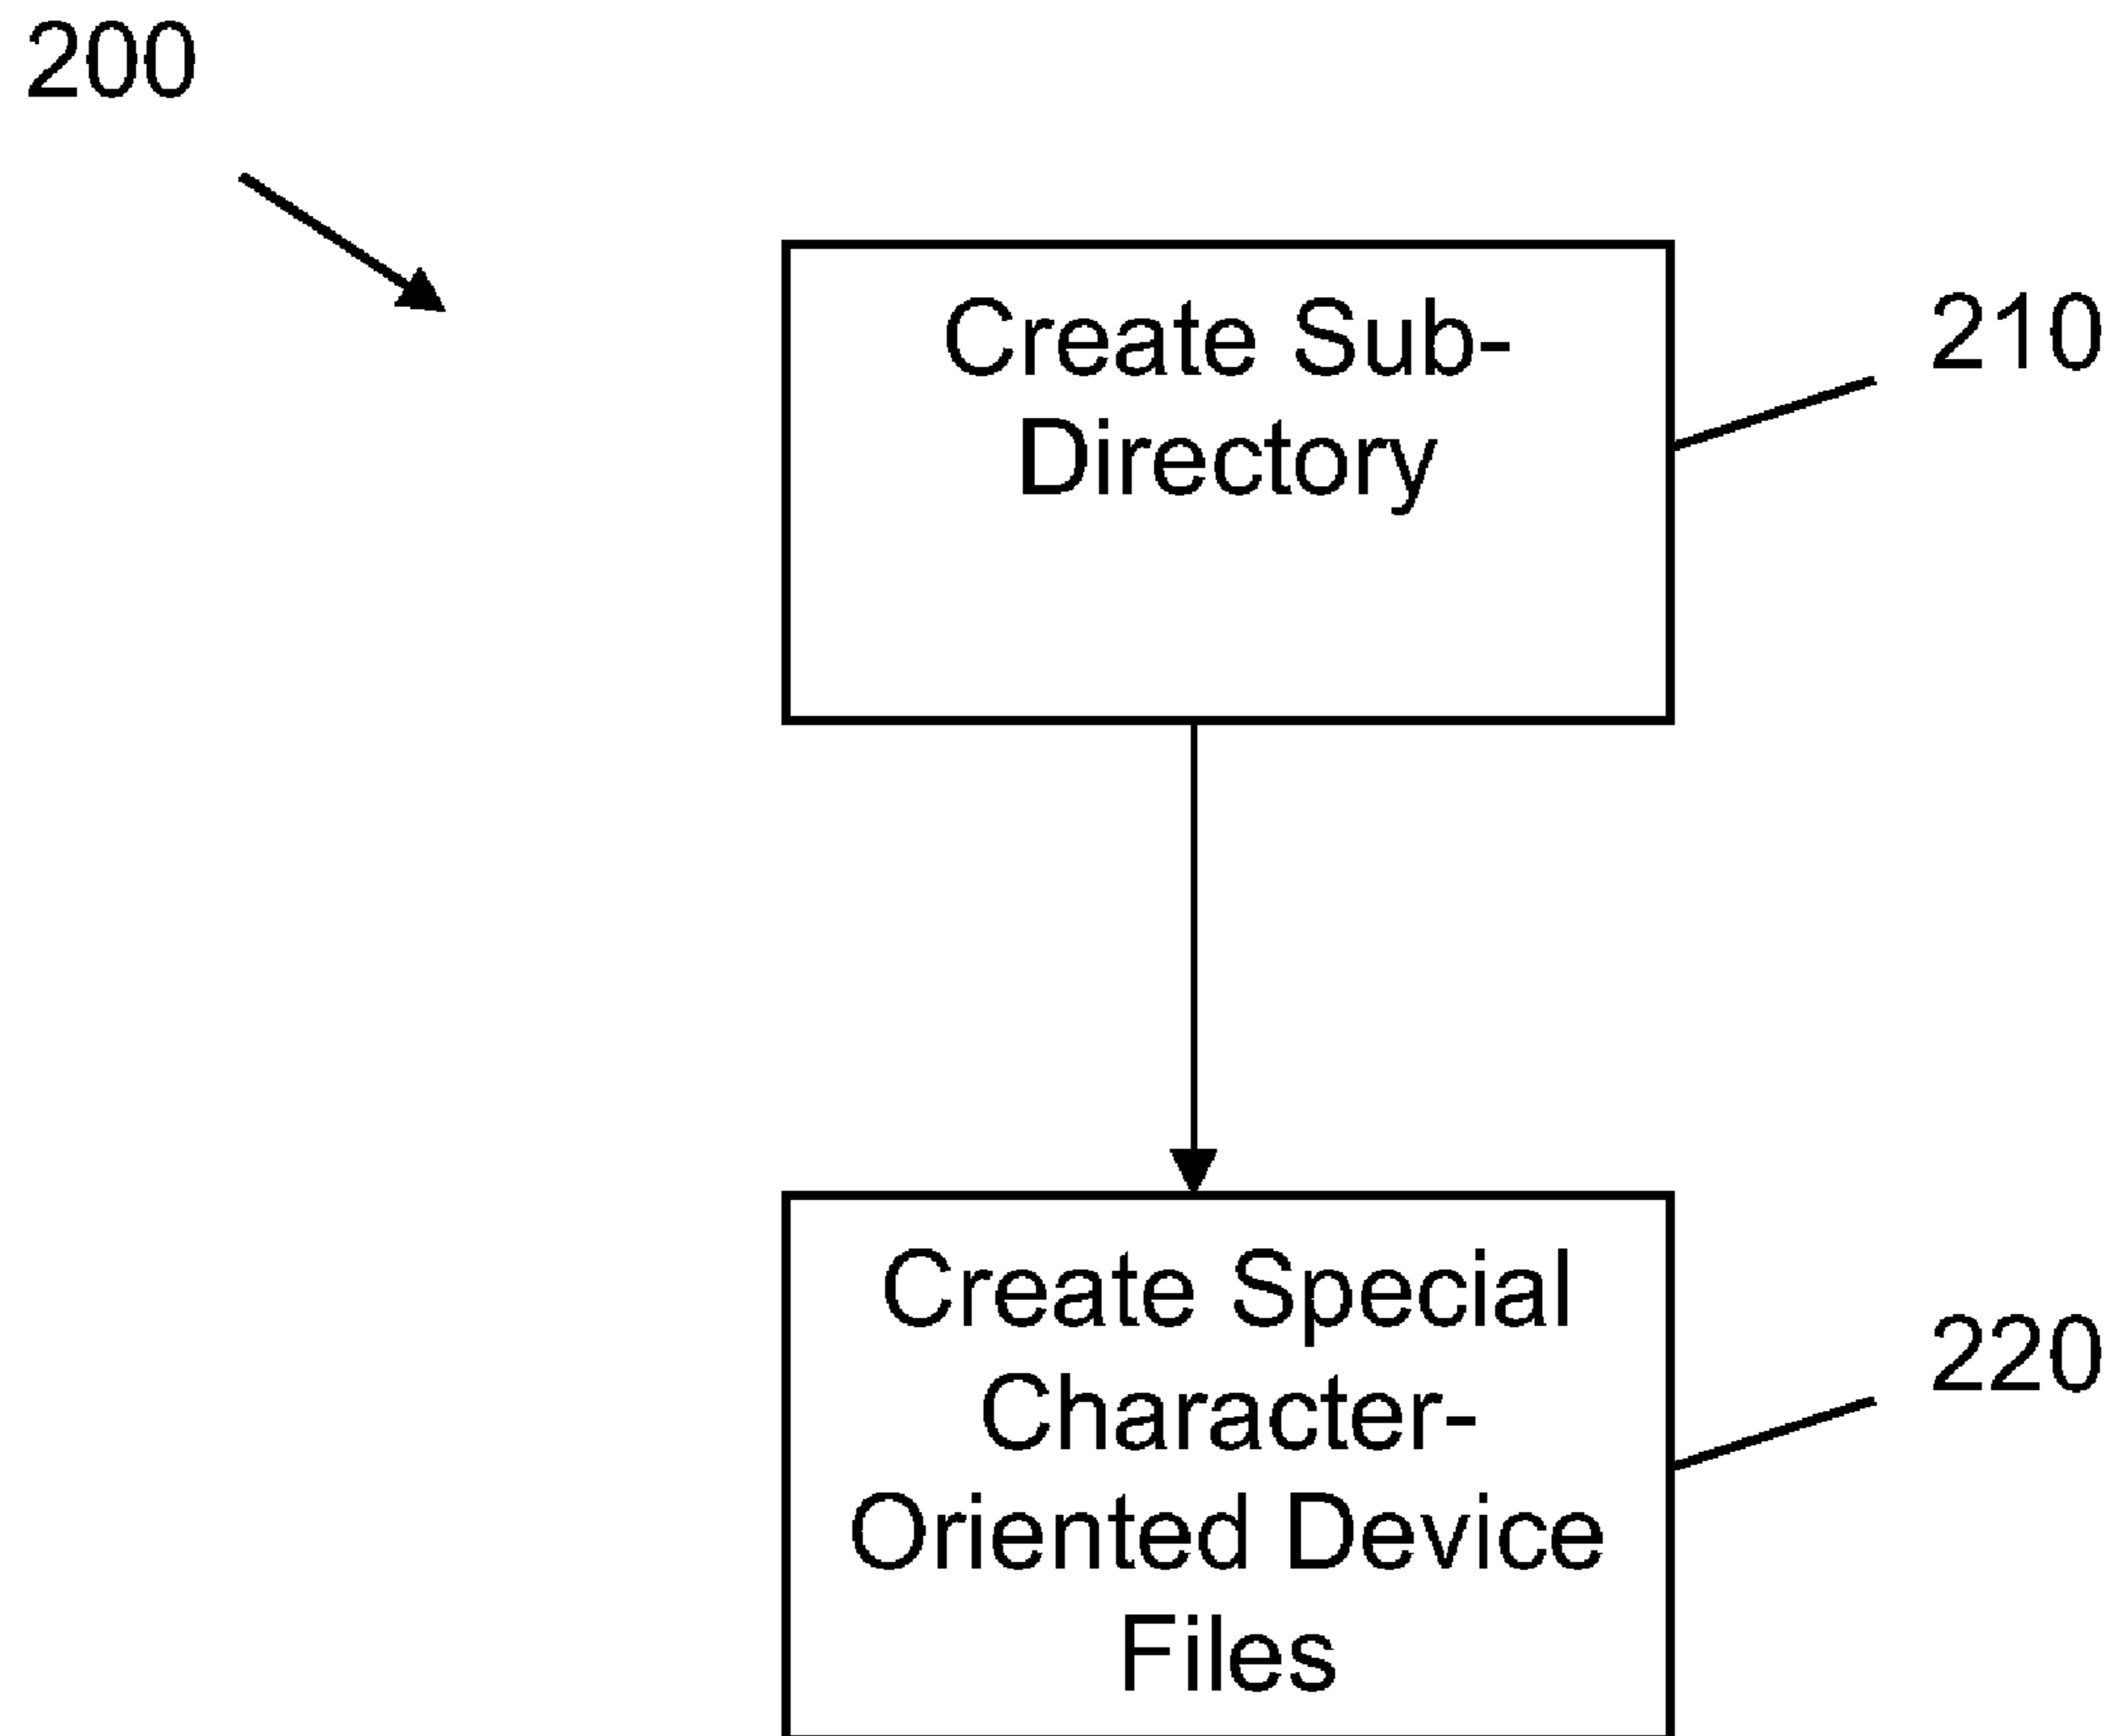 200
Create Sub-
Directory
210
Create Special
Character-
Oriented Device
Files
220